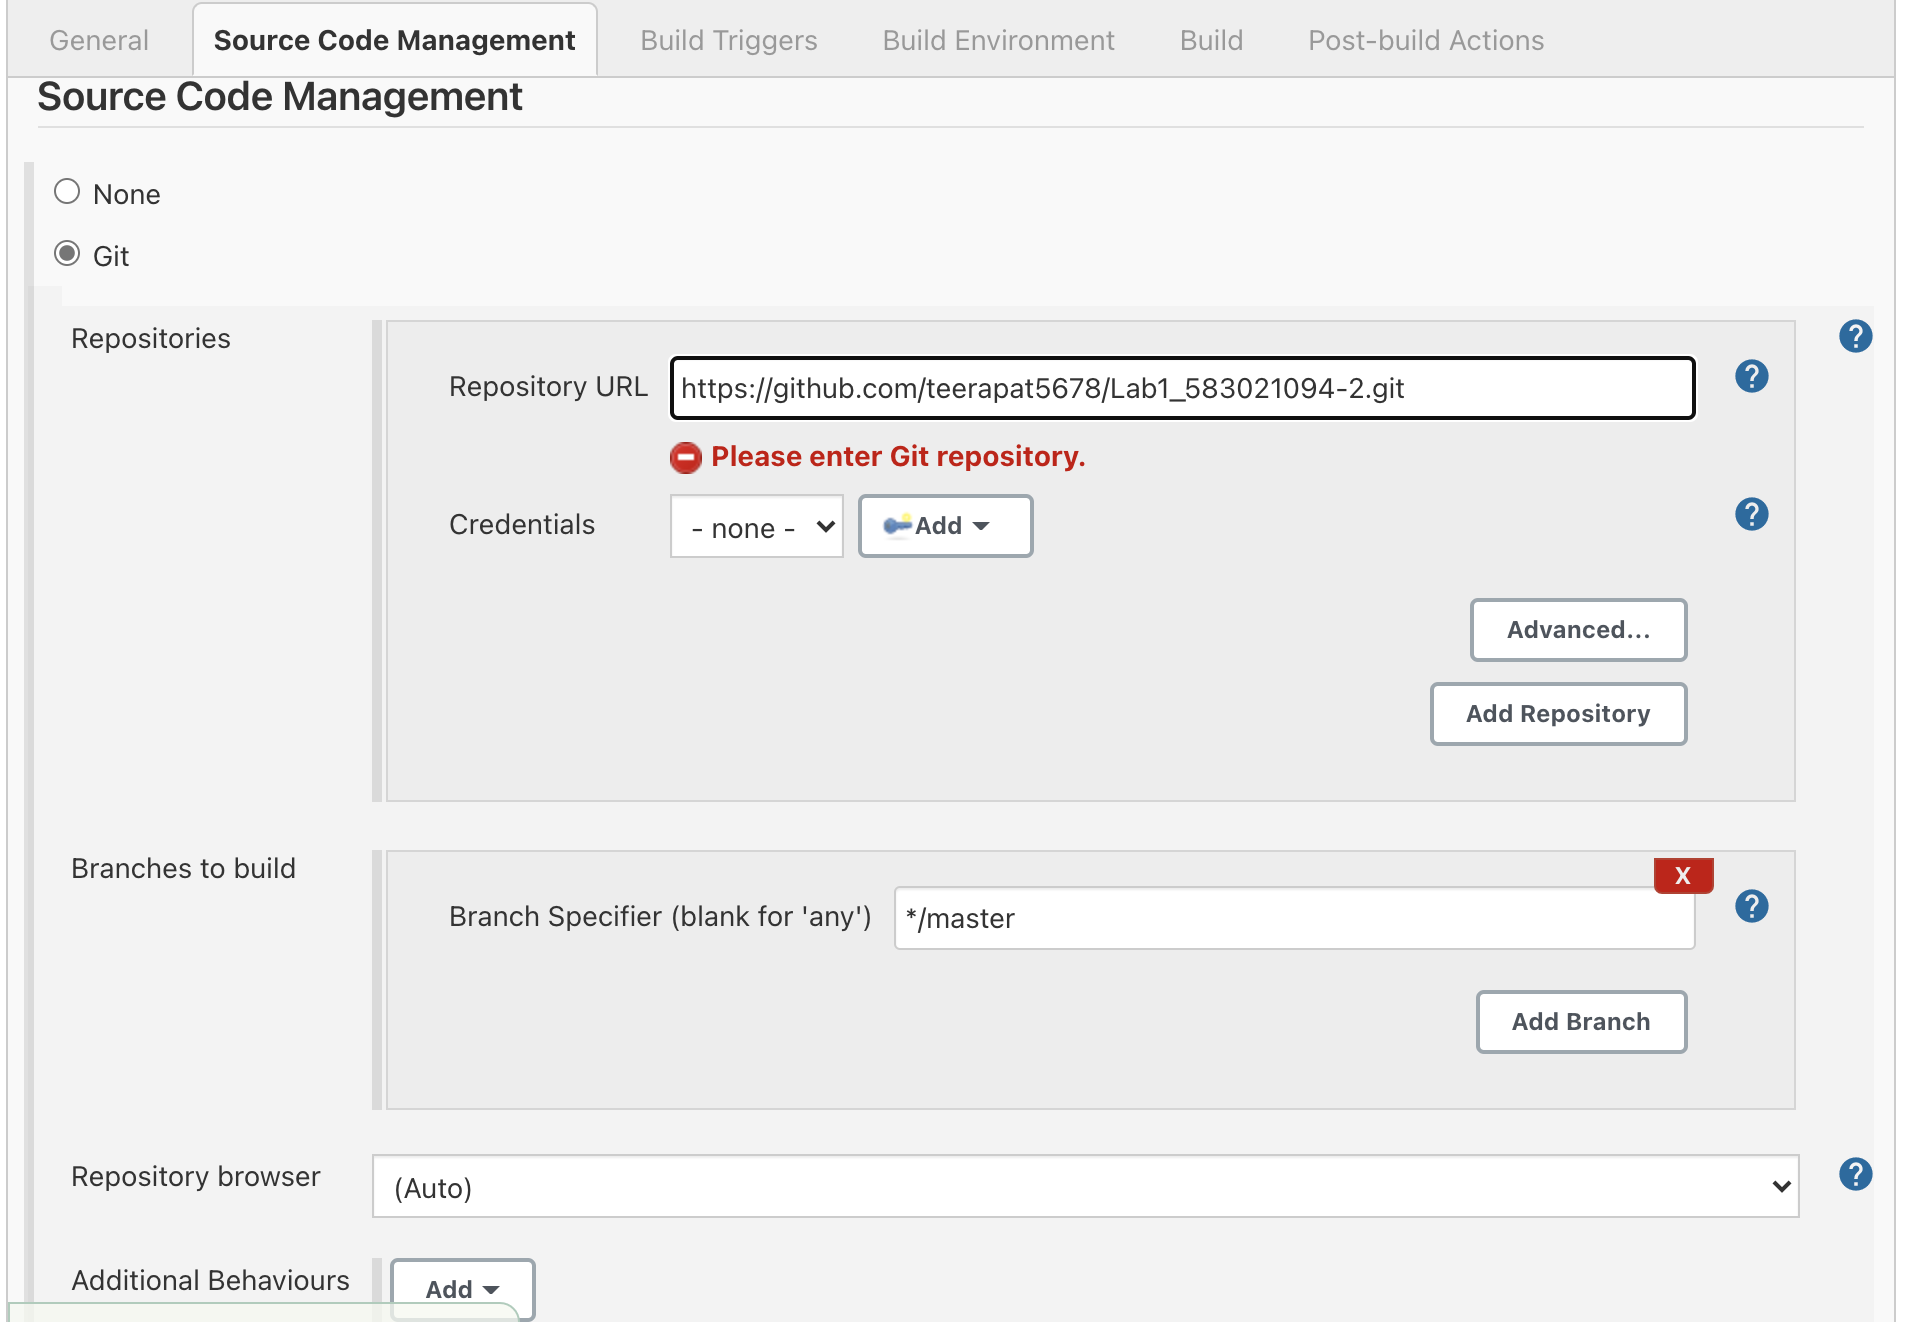 General Source Code Management Build Triggers Build Environment Build Post-build Actions
Source Code Management
None
Git
Repositories
Repository URL https://github.com/teerapat5678/Lab1_583021094-2.git
Please enter Git repository.
Credentials - none - Add
Advanced...
Add Repository
Branches to build
X
Branch Specifier (blank for 'any') */master
Add Branch
Repository browser (Auto)
Additional Behaviours Add